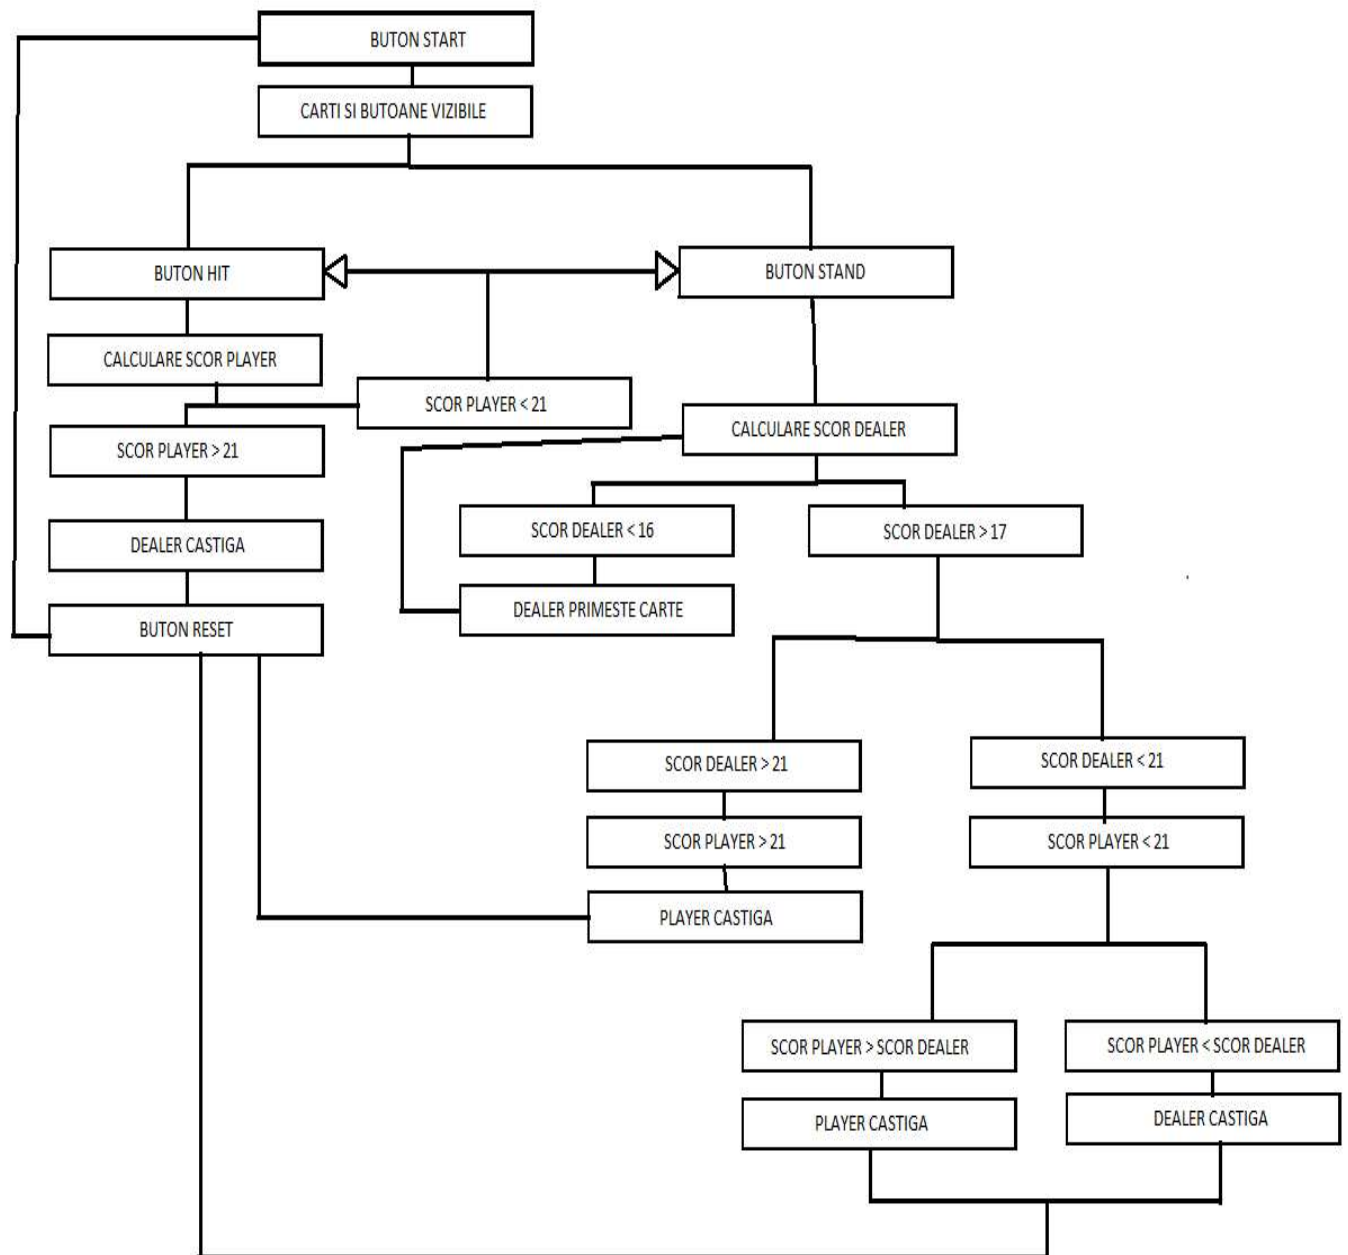 BUTON START
CARTI SI BUTOANE VIZIBILE
BUTON HIT
BUTON STAND
CALCULARE SCOR PLAYER
SCOR PLAYER < 21
CALCULARE SCOR DEALER
SCOR PLAYER > 21
SCOR DEALER < 16
SCOR DEALER > 17
DEALER CASTIGA
DEALER PRIMESTE CARTE
BUTON RESET
SCOR DEALER > 21
SCOR DEALER < 21
SCOR PLAYER > 21
SCOR PLAYER < 21
PLAYER CASTIGA
SCOR PLAYER > SCOR DEALER
SCOR PLAYER < SCOR DEALER
PLAYER CASTIGA
DEALER CASTIGA